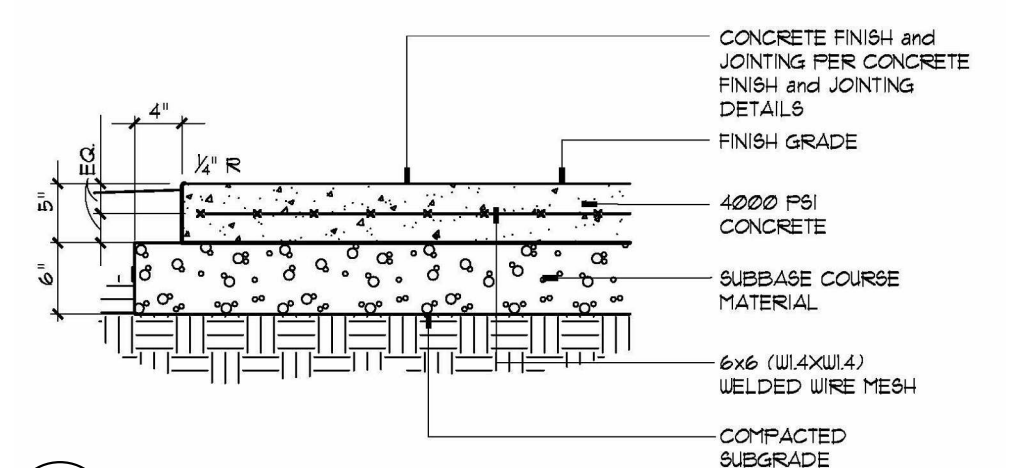 CONCRETE FINISH and
JOINTING PER CONCRETE
FINISH and JOINTING
DETAILS
4"
FINISH GRADE
EQ.
1/4" R
5"
4000 PSI
CONCRETE
6"
SUBBASE COURSE
MATERIAL
6x6 (W1.4XW1.4)
WELDED WIRE MESH
COMPACTED
SUBGRADE